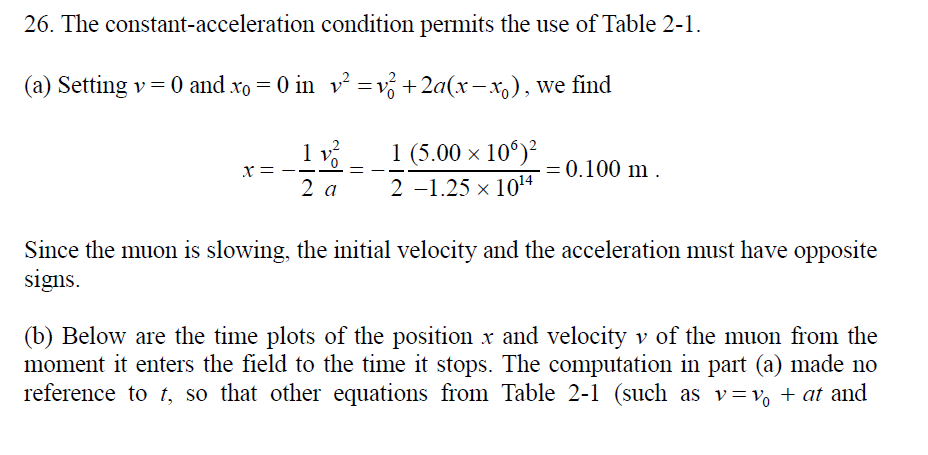 26. The constant-acceleration condition permits the use of Table 2-1.
(a) Setting v = 0 and x₀ = 0 in v² = v₀² + 2a(x − x₀), we find
x = −(1/2)(v₀²/a) = −(1/2)((5.00 × 10⁶)²/(−1.25 × 10¹⁴)) = 0.100 m .
Since the muon is slowing, the initial velocity and the acceleration must have opposite
signs.
(b) Below are the time plots of the position x and velocity v of the muon from the
moment it enters the field to the time it stops. The computation in part (a) made no
reference to t, so that other equations from Table 2-1 (such as v = v₀ + at and